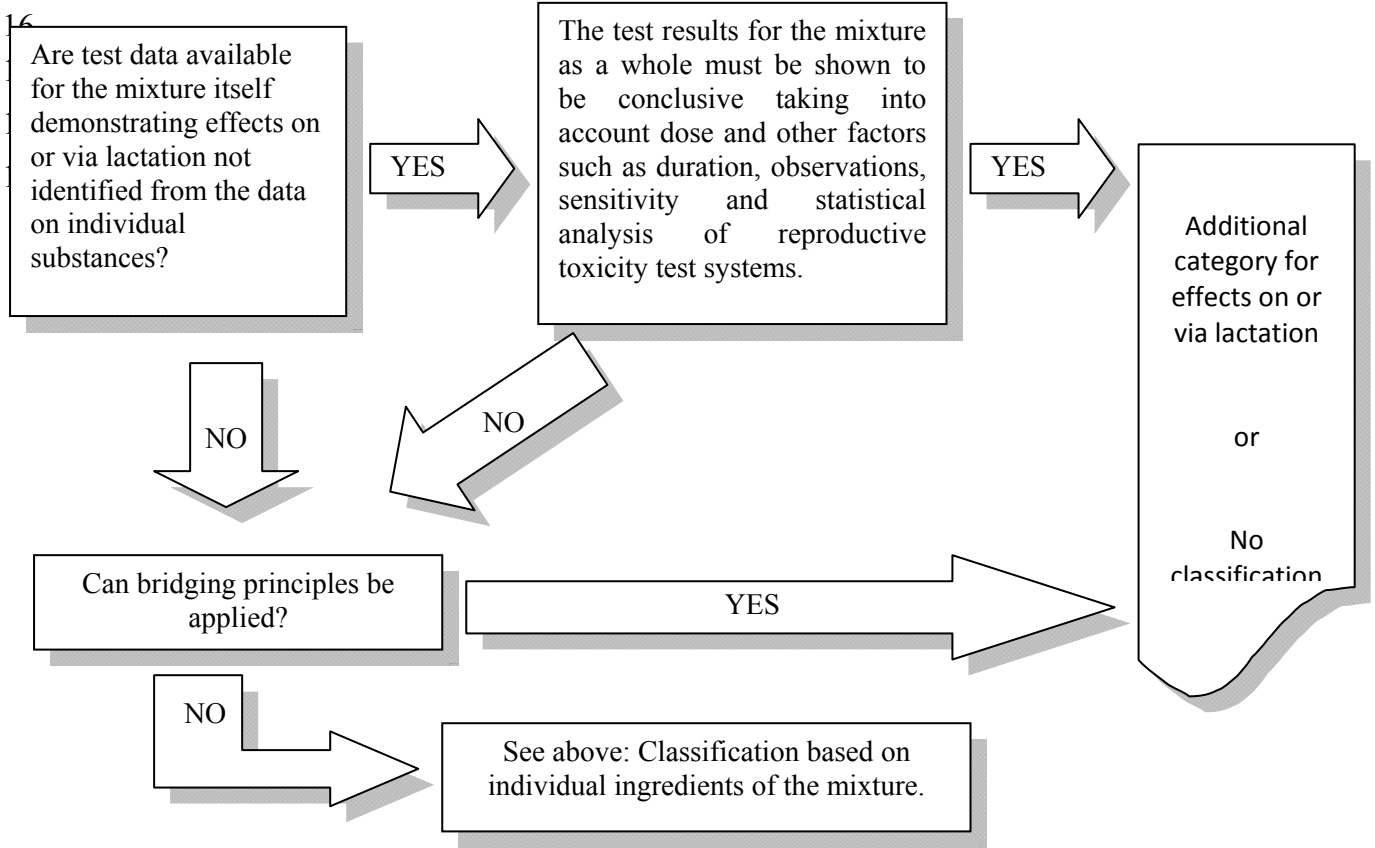 16
Are test data available
for the mixture itself
demonstrating effects on
or via lactation not
identified from the data
on individual
substances?
YES
The test results for the mixture
as a whole must be shown to
be conclusive taking into
account dose and other factors
such as duration, observations,
sensitivity and statistical
analysis of reproductive
toxicity test systems.
YES
Additional
category for
effects on or
via lactation
or
No
classification
NO
NO
Can bridging principles be
applied?
YES
NO
See above: Classification based on
individual ingredients of the mixture.